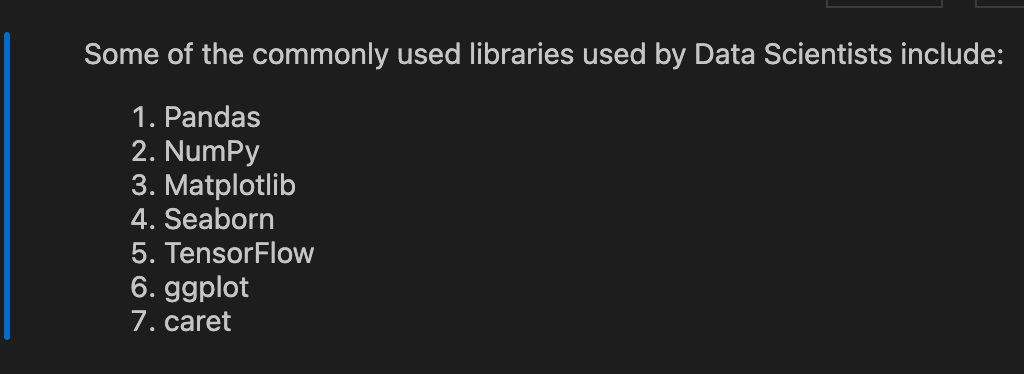 Some of the commonly used libraries used by Data Scientists include:
1. Pandas
2. NumPy
3. Matplotlib
4. Seaborn
5. TensorFlow
6. ggplot
7. caret